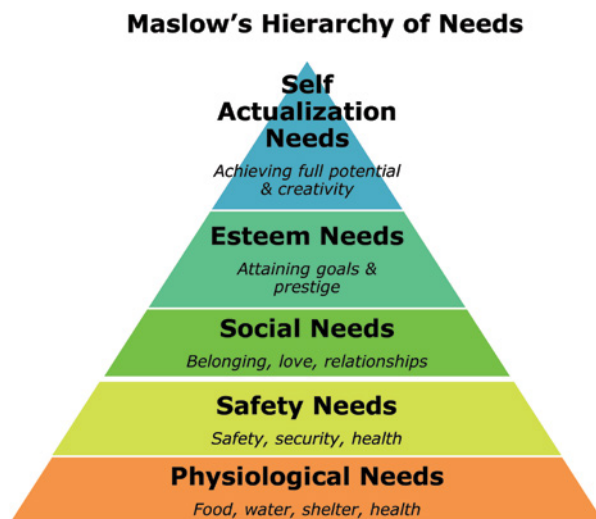 Maslow's Hierarchy of Needs
Self
Actualization
Needs
Achieving full potential
& creativity
Esteem Needs
Attaining goals &
prestige
Social Needs
Belonging, love, relationships
Safety Needs
Safety, security, health
Physiological Needs
Food, water, shelter, health